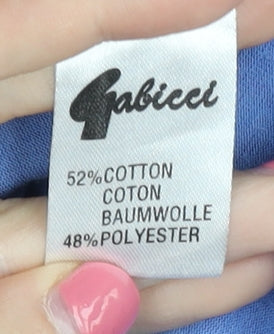 Gabicci
52% COTTON
COTON
BAUMWOLLE
48% POLYESTER